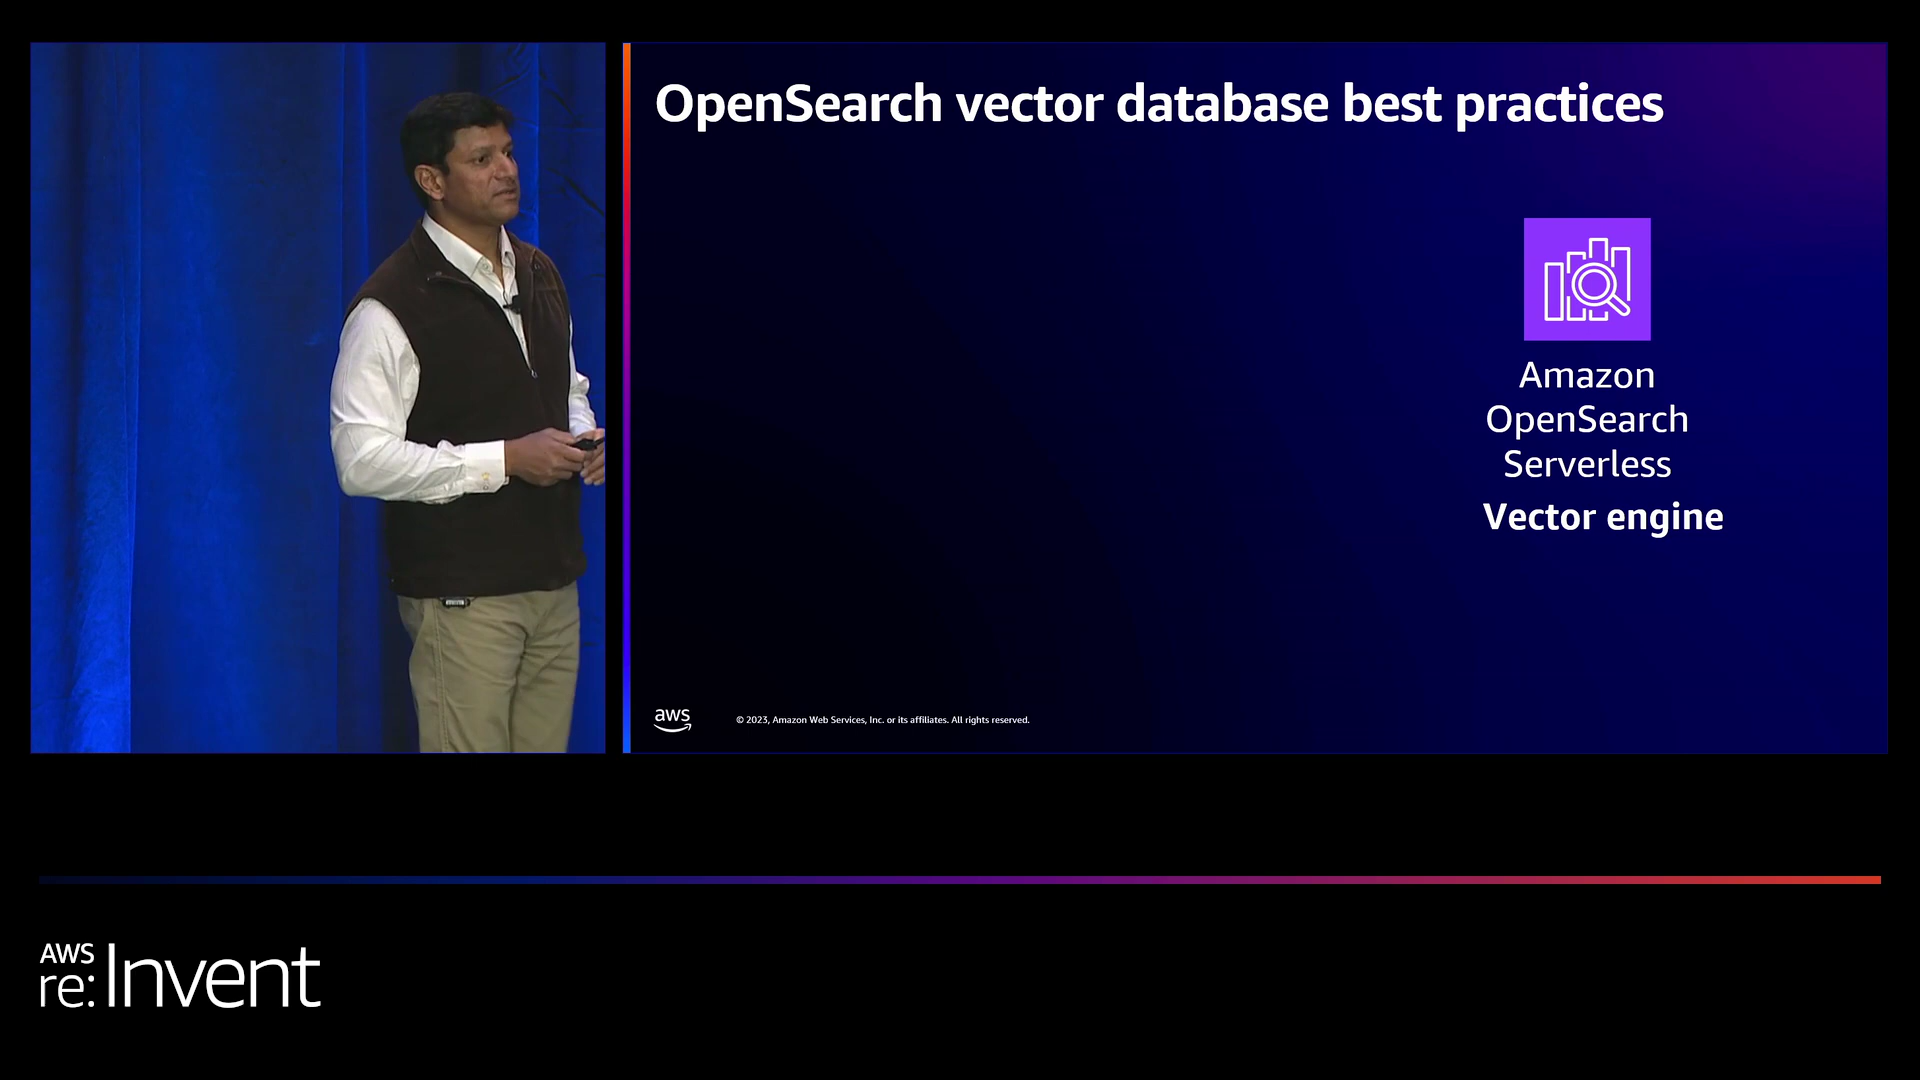 OpenSearch vector database best practices
Amazon
OpenSearch
Serverless
Vector engine
aws
© 2023, Amazon Web Services, Inc. or its affiliates. All rights reserved.
AWS
re:Invent